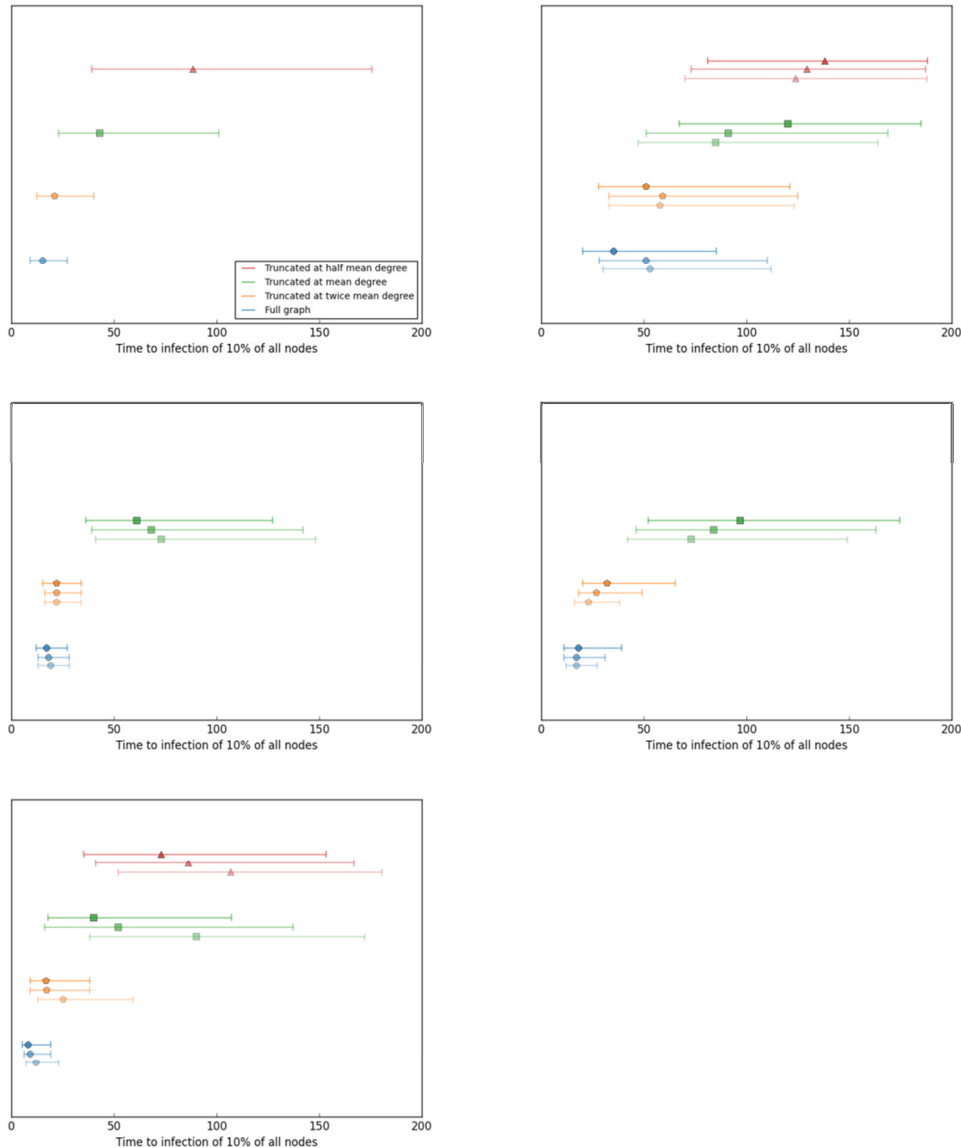 Truncated at half mean degree
Truncated at mean degree
Truncated at twice mean degree
Full graph
0 50 100 150 200
Time to infection of 10% of all nodes
0 50 100 150 200
Time to infection of 10% of all nodes
0 50 100 150 200
Time to infection of 10% of all nodes
0 50 100 150 200
Time to infection of 10% of all nodes
0 50 100 150 200
Time to infection of 10% of all nodes